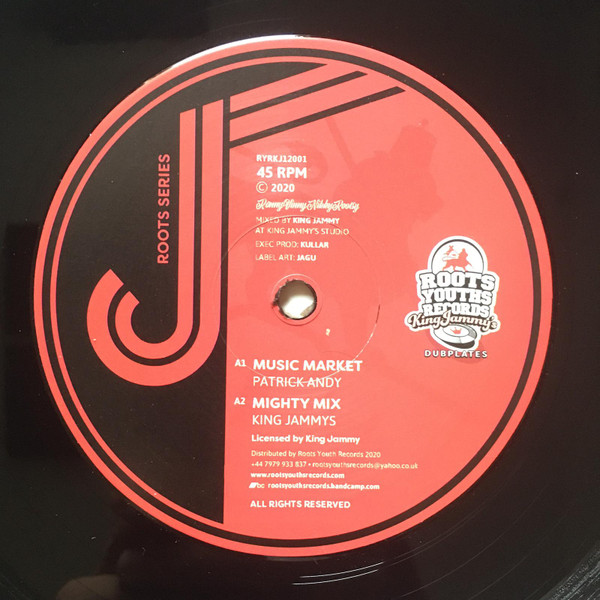 ROOTS SERIES
RYRKJ12001
45 RPM
© 2020
MIXED BY KING JAMMY
AT KING JAMMY'S STUDIO
EXEC PROD: KULLAR
LABEL ART: JAGU
ROOTS
YOUTHS
RECORDS
King Jammy's
DUBPLATES
A1 MUSIC MARKET
PATRICK ANDY
A2 MIGHTY MIX
KING JAMMYS
Licensed by King Jammy
Distributed by Roots Youth Records 2020
+44 7979 933 837 • rootsyouthsrecords@yahoo.co.uk
www.rootsyouthsrecords.com
bc rootsyouthsrecords.bandcamp.com
ALL RIGHTS RESERVED